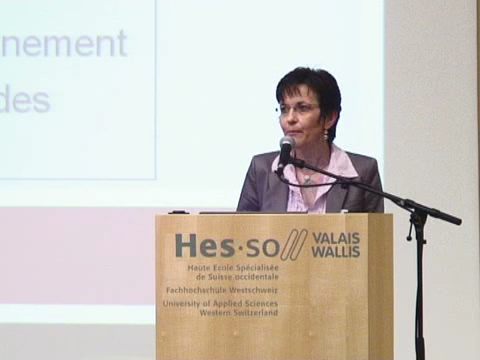 nement
des
Hes·so// VALAIS
WALLIS
Haute Ecole Spécialisée
de Suisse occidentale
Fachhochschule Westschweiz
University of Applied Sciences
Western Switzerland